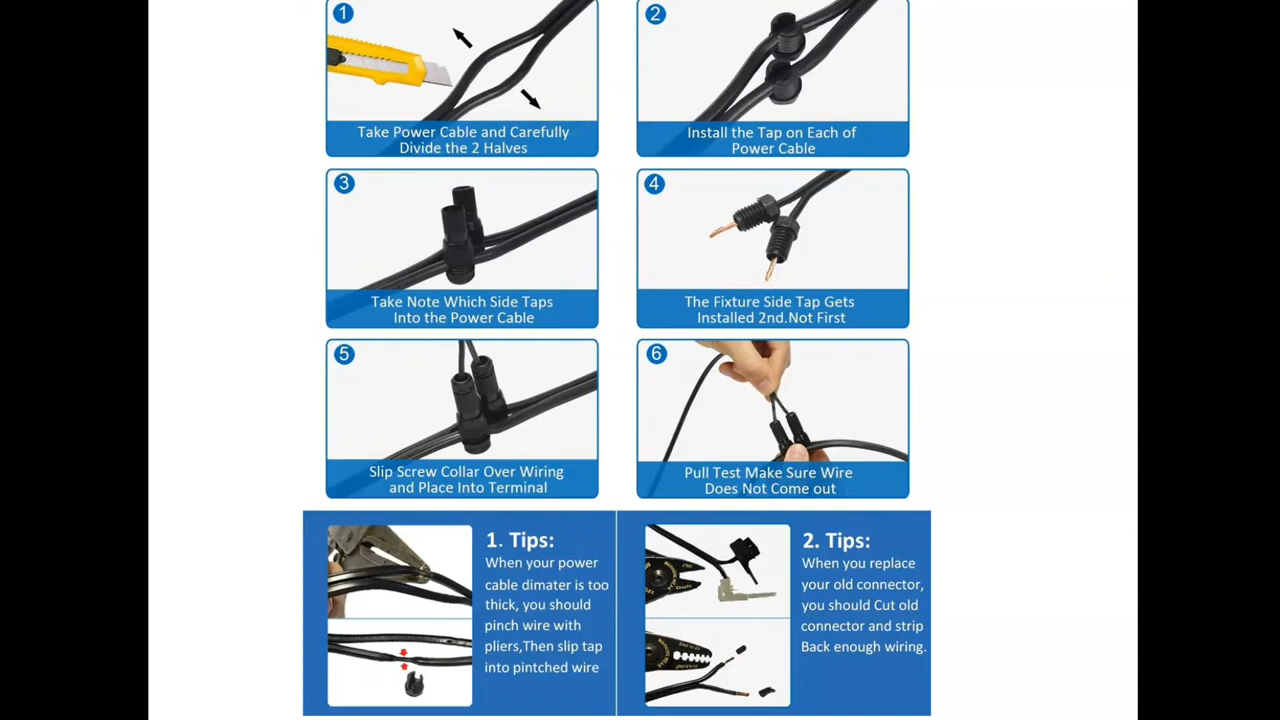 1
Take Power Cable and Carefully
Divide the 2 Halves
2
Install the Tap on Each of
Power Cable
3
Take Note Which Side Taps
Into the Power Cable
4
The Fixture Side Tap Gets
Installed 2nd.Not First
5
Slip Screw Collar Over Wiring
and Place Into Terminal
6
Pull Test Make Sure Wire
Does Not Come out
1. Tips:
When your power
cable dimater is too
thick, you should
pinch wire with
pliers,Then slip tap
into pintched wire
2. Tips:
When you replace
your old connector,
you should Cut old
connector and strip
Back enough wiring.